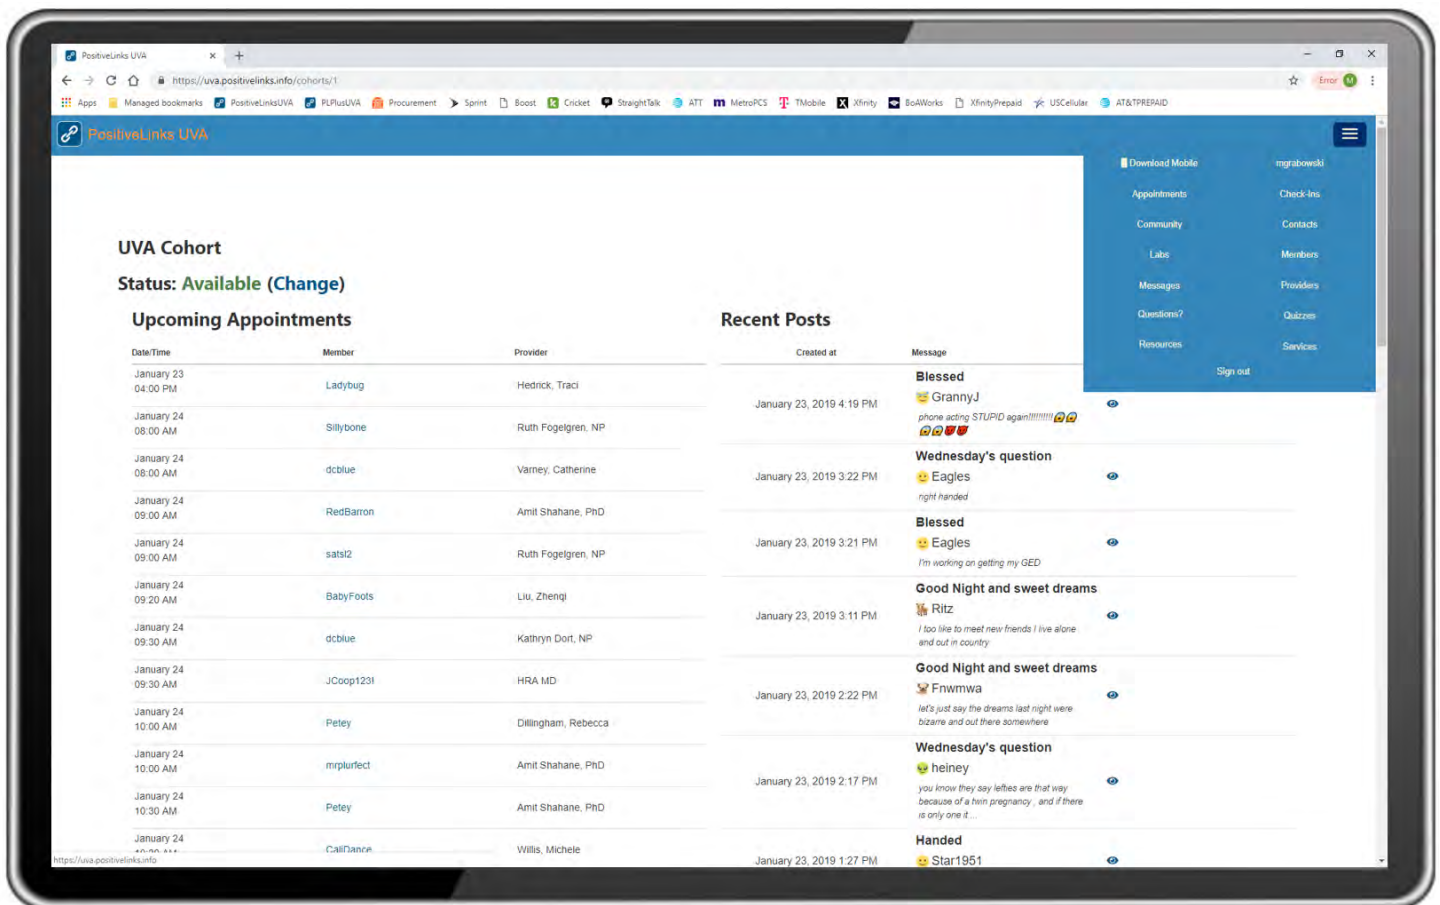 PositiveLinks UVA
https://uva.positivelinks.info/cohorts/1
Error M
Apps Managed bookmarks PositiveLinksUVA PLPlusUVA Procurement Sprint Boost Cricket StraightTalk ATT MetroPCS TMobile Xfinity BoAWorks XfinityPrepaid USCellular AT&TPREPAID
PositiveLinks UVA
Download Mobile mgrabowski
Appointments Check-Ins
Community Contacts
Labs Members
Messages Providers
Questions? Quizzes
Resources Services
Sign out
UVA Cohort
Status: Available (Change)
Upcoming Appointments
Date/Time Member Provider
January 23
04:00 PM Ladybug Hedrick, Traci
January 24
08:00 AM Sillybone Ruth Fogelgren, NP
January 24
08:00 AM dcblue Varney, Catherine
January 24
09:00 AM RedBarron Amit Shahane, PhD
January 24
09:00 AM satsl2 Ruth Fogelgren, NP
January 24
09:20 AM BabyFoots Liu, Zhenqi
January 24
09:30 AM dcblue Kathryn Dort, NP
January 24
09:30 AM JCoop123! HRA MD
January 24
10:00 AM Petey Dillingham, Rebecca
January 24
10:00 AM mrplurfect Amit Shahane, PhD
January 24
10:30 AM Petey Amit Shahane, PhD
January 24
CaliDance Willis, Michele
Recent Posts
Created at Message
Blessed
GrannyJ
January 23, 2019 4:19 PM
phone acting STUPID again!!!!!!!!!!
Wednesday's question
January 23, 2019 3:22 PM Eagles
right handed
Blessed
January 23, 2019 3:21 PM Eagles
I'm working on getting my GED
Good Night and sweet dreams
Ritz
January 23, 2019 3:11 PM
I too like to meet new friends I live alone
and out in country
Good Night and sweet dreams
Fnwmwa
January 23, 2019 2:22 PM
let's just say the dreams last night were
bizarre and out there somewhere
Wednesday's question
heiney
January 23, 2019 2:17 PM
you know they say lefties are that way
because of a twin pregnancy , and if there
is only one it ...
Handed
January 23, 2019 1:27 PM Star1951
https://uva.positivelinks.info